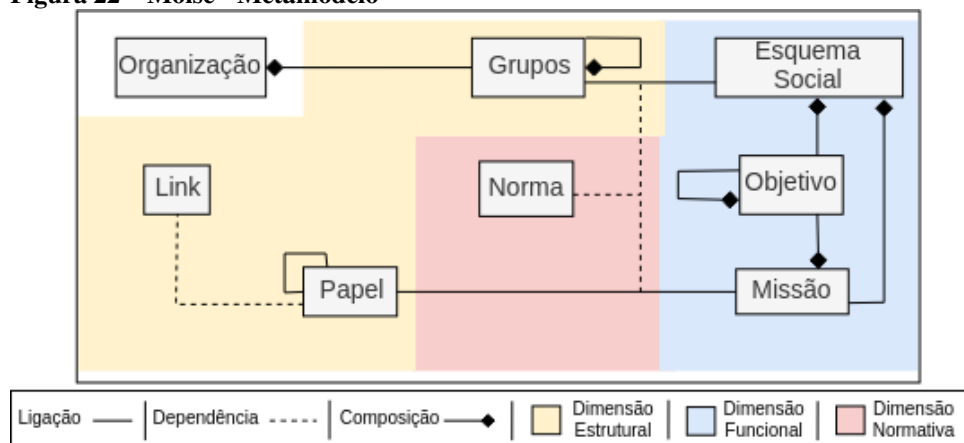 Figura 22 – Moise - Metamodelo
Organização
Grupos
Esquema
Social
Link
Norma
Objetivo
Papel
Missão
Ligação
Dependência
Composição
Dimensão
Estrutural
Dimensão
Funcional
Dimensão
Normativa